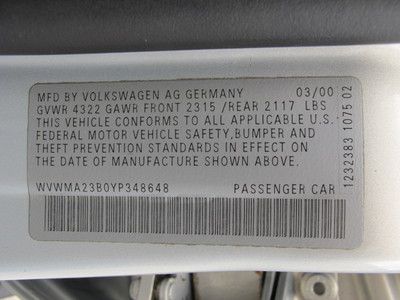 MFD BY VOLKSWAGEN AG GERMANY 03/00
GVWR 4322 GAWR FRONT 2315 /REAR 2117 LBS
THIS VEHICLE CONFORMS TO ALL APPLICABLE U.S.
FEDERAL MOTOR VEHICLE SAFETY, BUMPER AND
THEFT PREVENTION STANDARDS IN EFFECT ON
THE DATE OF MANUFACTURE SHOWN ABOVE.
WVWMA23B0YP348648 PASSENGER CAR
1232383 1075 02